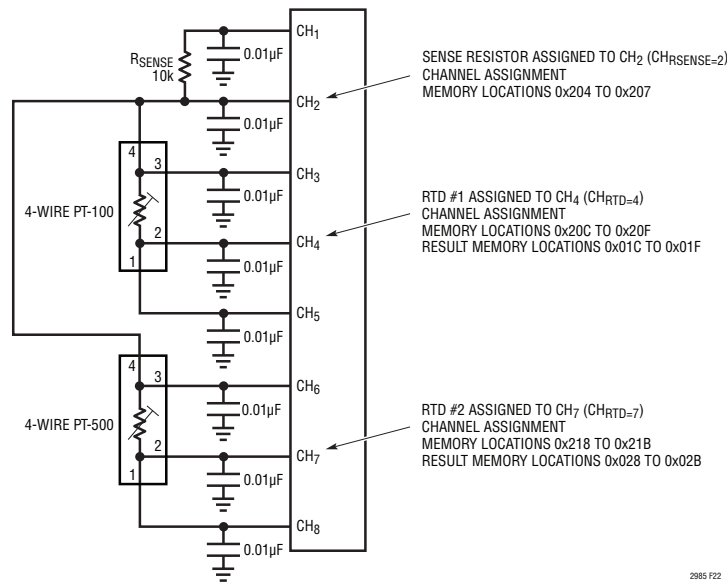 CH1
0.01µF
RSENSE
10k
CH2
0.01µF
SENSE RESISTOR ASSIGNED TO CH2 (CHRSENSE=2)
CHANNEL ASSIGNMENT
MEMORY LOCATIONS 0x204 TO 0x207
4
3
CH3
0.01µF
4-WIRE PT-100
2
1
CH4
0.01µF
RTD #1 ASSIGNED TO CH4 (CHRTD=4)
CHANNEL ASSIGNMENT
MEMORY LOCATIONS 0x20C TO 0x20F
RESULT MEMORY LOCATIONS 0x01C TO 0x01F
CH5
0.01µF
4
3
CH6
0.01µF
4-WIRE PT-500
2
1
CH7
0.01µF
RTD #2 ASSIGNED TO CH7 (CHRTD=7)
CHANNEL ASSIGNMENT
MEMORY LOCATIONS 0x218 TO 0x21B
RESULT MEMORY LOCATIONS 0x028 TO 0x02B
CH8
0.01µF
2985 F22